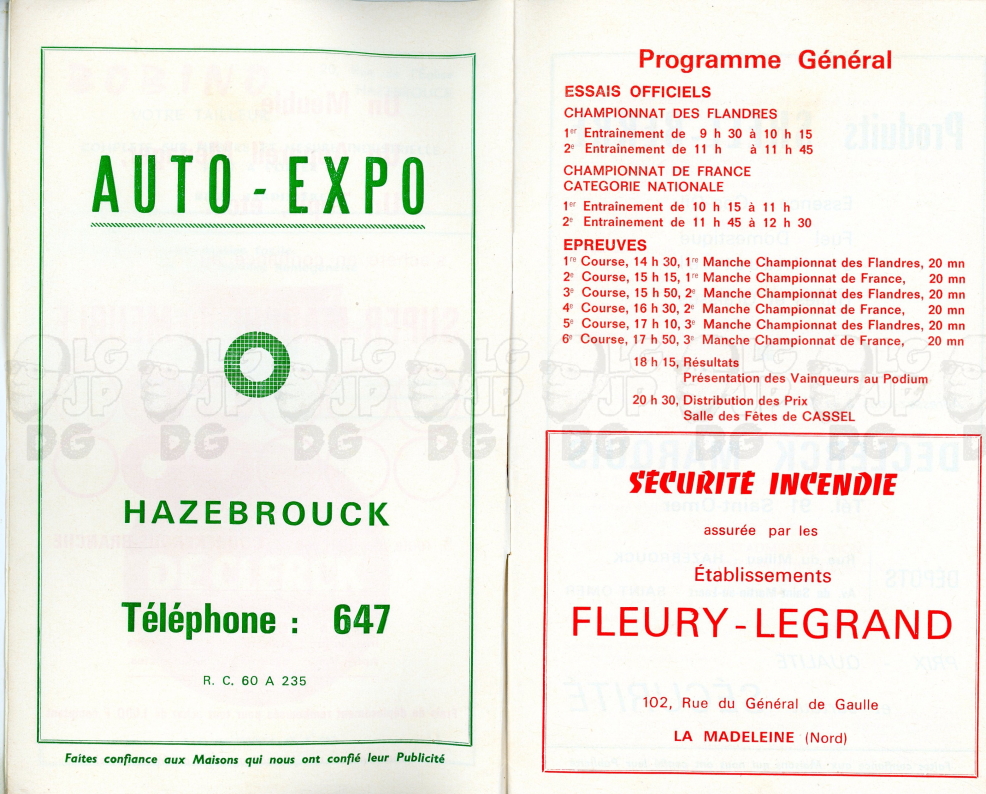 AUTO - EXPO
HAZEBROUCK
Téléphone : 647
R. C. 60 A 235
Faites confiance aux Maisons qui nous ont confié leur Publicité
Programme Général
ESSAIS OFFICIELS
CHAMPIONNAT DES FLANDRES
1er Entrainement de 9 h 30 à 10 h 15
2e Entrainement de 11 h à 11 h 45
CHAMPIONNAT DE FRANCE
CATEGORIE NATIONALE
1er Entraînement de 10 h 15 à 11 h
2e Entraînement de 11 h 45 à 12 h 30
EPREUVES
1re Course, 14 h 30, 1re Manche Championnat des Flandres, 20 mn
2e Course, 15 h 15, 1re Manche Championnat de France, 20 mn
3e Course, 15 h 50, 2e Manche Championnat des Flandres, 20 mn
4e Course, 16 h 30, 2e Manche Championnat de France, 20 mn
5e Course, 17 h 10, 3e Manche Championnat des Flandres, 20 mn
6e Course, 17 h 50, 3e Manche Championnat de France, 20 mn
18 h 15, Résultats
Présentation des Vainqueurs au Podium
20 h 30, Distribution des Prix
Salle des Fêtes de CASSEL
LG JP DG
SÉCURITÉ INCENDIE
assurée par les
Établissements
FLEURY-LEGRAND
102, Rue du Général de Gaulle
LA MADELEINE (Nord)